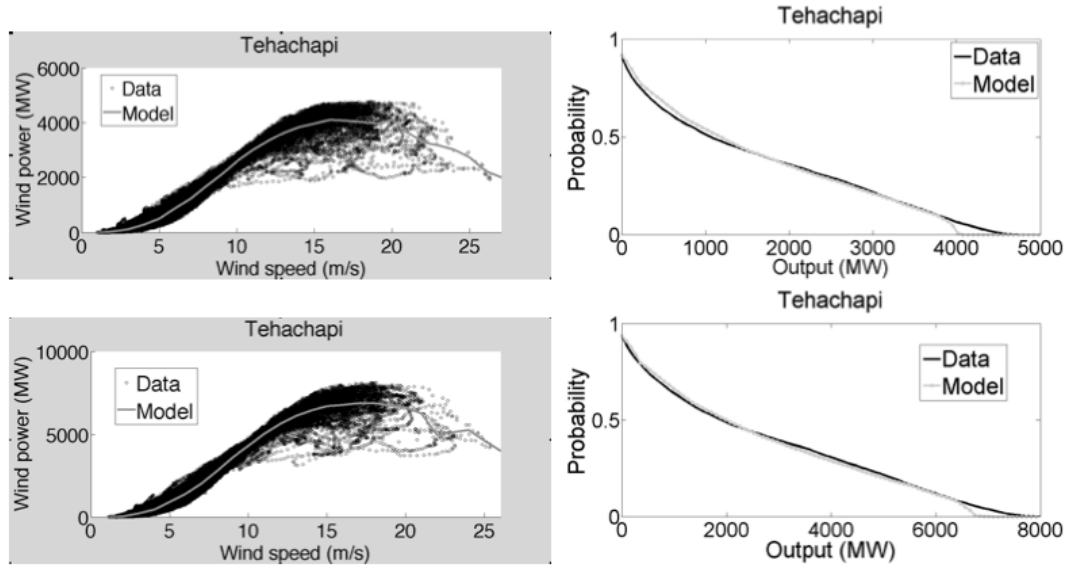 Tehachapi
Wind power (MW)
6000
4000
2000
0
Data
Model
0 5 10 15 20 25
Wind speed (m/s)
Tehachapi
Probability
1
0.5
0
Data
Model
0 1000 2000 3000 4000 5000
Output (MW)
Tehachapi
Wind power (MW)
10000
5000
0
Data
Model
0 5 10 15 20 25
Wind speed (m/s)
Tehachapi
Probability
1
0.5
0
Data
Model
0 2000 4000 6000 8000
Output (MW)